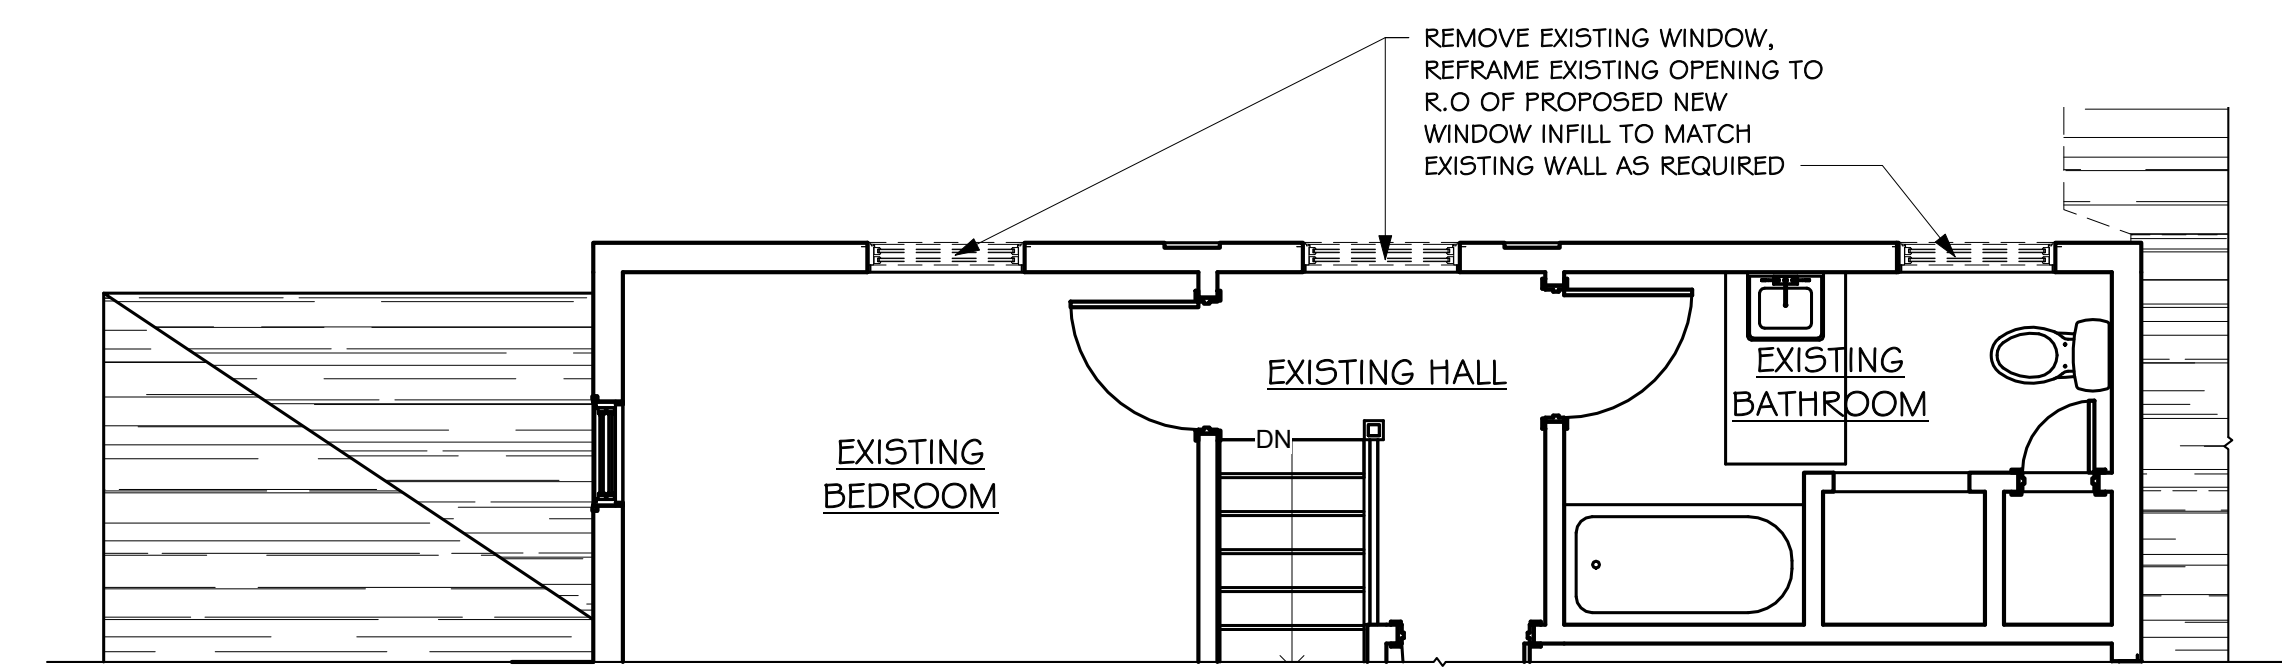 REMOVE EXISTING WINDOW,
REFRAME EXISTING OPENING TO
R.O OF PROPOSED NEW
WINDOW INFILL TO MATCH
EXISTING WALL AS REQUIRED
EXISTING HALL
EXISTING
BATHROOM
DN
EXISTING
BEDROOM